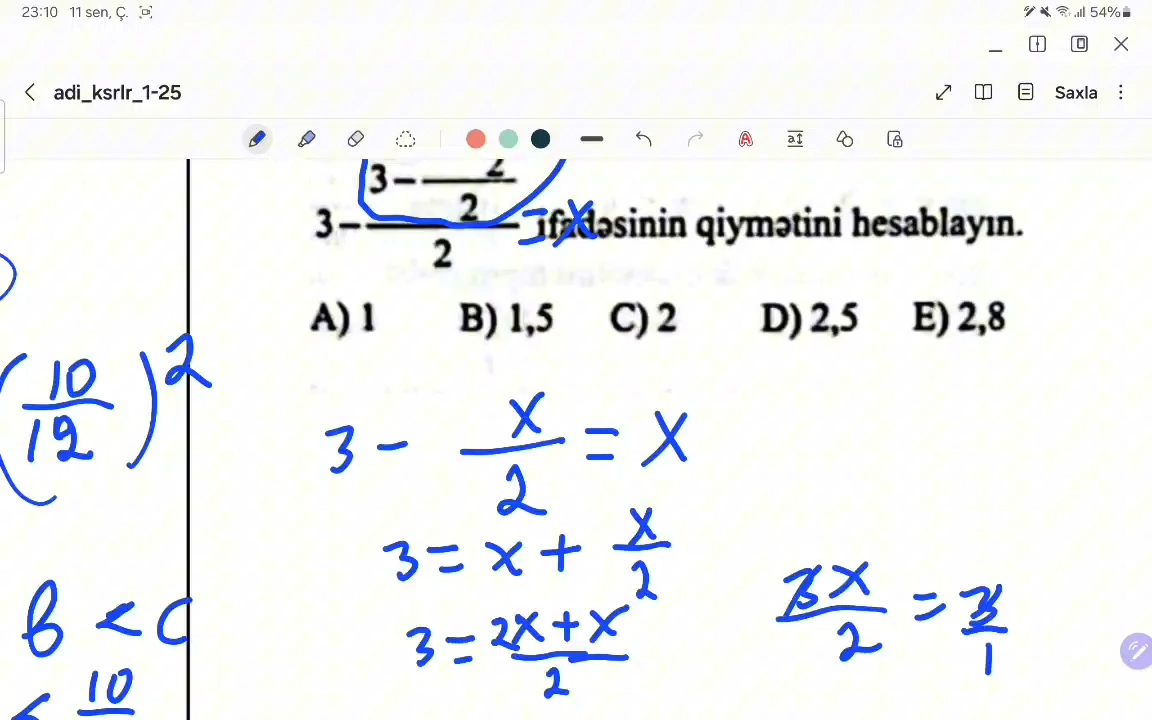 23:10 11 sen, Ç. 54%
adi_ksrlr_1-25
Saxla
3 − 2
3 − 2 = x ifadəsinin qiymətini hesablayın.
2
A) 1 B) 1,5 C) 2 D) 2,5 E) 2,8
(10/12)²
3 − x/2 = x
3 = x + x/2
3x/2 = 3/1
b < c
3 = 2x+x/2
10